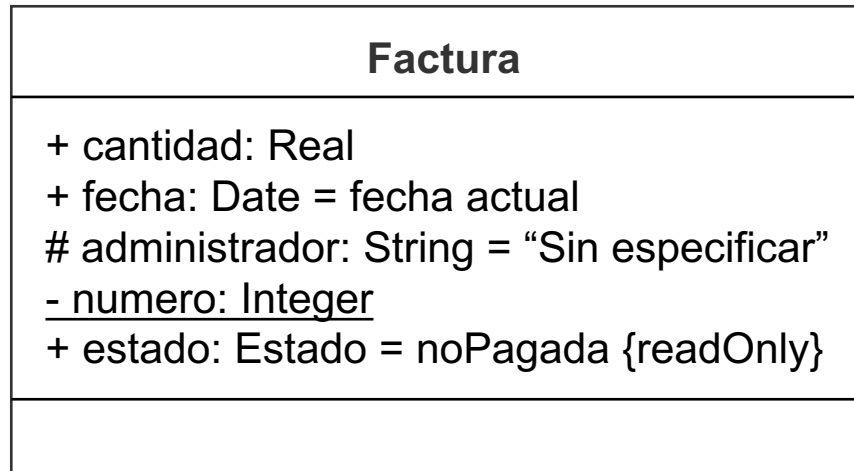 Factura
+ cantidad: Real
+ fecha: Date = fecha actual
# administrador: String = “Sin especificar”
- numero: Integer
+ estado: Estado = noPagada {readOnly}